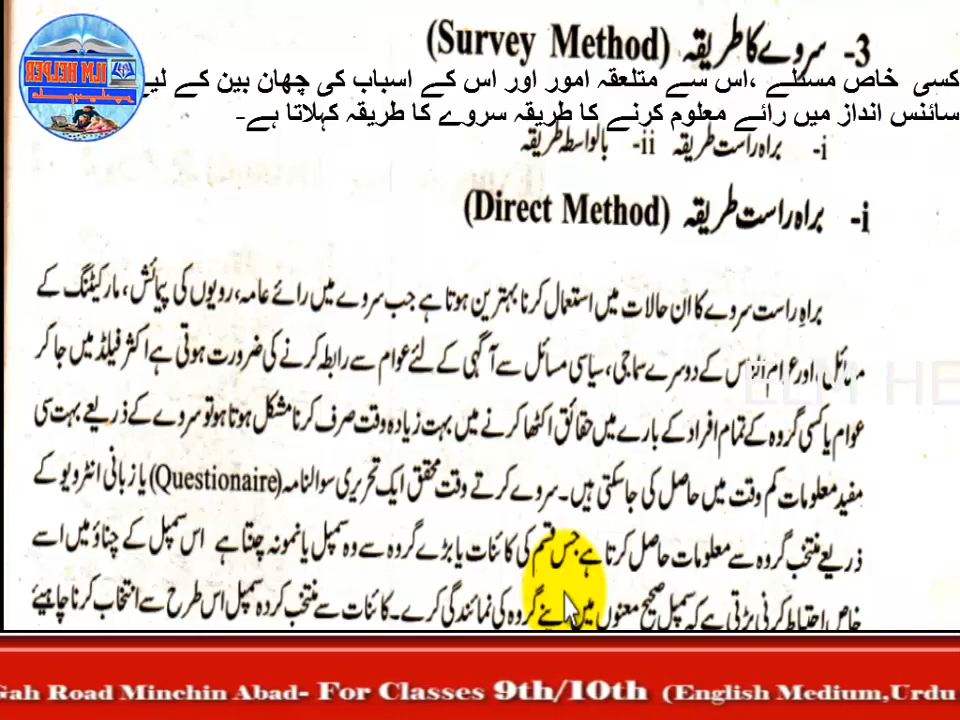 3- سروے کا طریقہ (Survey Method)
کسی خاص مسئلے ،اس سے متلعقہ امور اور اس کے اسباب کی چھان بین کے لیے
سائنس انداز میں رائے معلوم کرنے کا طریقہ سروے کا طریقہ کہلاتا ہے۔
i- براہ راست طریقہ ii- بالواسطہ طریقہ
i- براہ راست طریقہ (Direct Method)
براہِ راست سروے کا ان حالات میں استعمال کرنا بہترین ہوتا ہے جب سروے میں رائے عامہ، رویوں کی پیمائش، مارکیٹنگ کے
مسائل اور عوام کے دوسرے سماجی، سیاسی مسائل سے آگہی کے لئے عوام سے رابطہ کرنے کی ضرورت ہوتی ہے اکثر فیلڈ میں جا کر
عوام یا کسی گروہ کے تمام افراد کے بارے میں حقائق اکٹھا کرنے میں بہت زیادہ وقت صرف کرنا مشکل ہوتا ہو تو سروے کے ذریعے بہت سی
مفید معلومات کم وقت میں حاصل کی جا سکتی ہیں۔ سروے کرتے وقت محقق ایک تحریری سوالنامہ (Questionaire) یا زبانی انٹرویو کے
ذریعے منتخب گروہ سے معلومات حاصل کرتا ہے جس قسم کی کائنات یا بڑے گروہ سے وہ سمپل یا نمونہ چنتا ہے اس سمپل کے چناؤ میں اسے
خاص احتیاط کرنی پڑتی ہے کہ سمپل صحیح معنوں میں اپنے گروہ کی نمائندگی کرے۔ کائنات سے منتخب کردہ سمپل اس طرح سے انتخاب کرنا چاہیئے
ILM HELPER
ELM HE
Gah Road Minchin Abad- For Classes 9th/10th (English Medium,Urdu